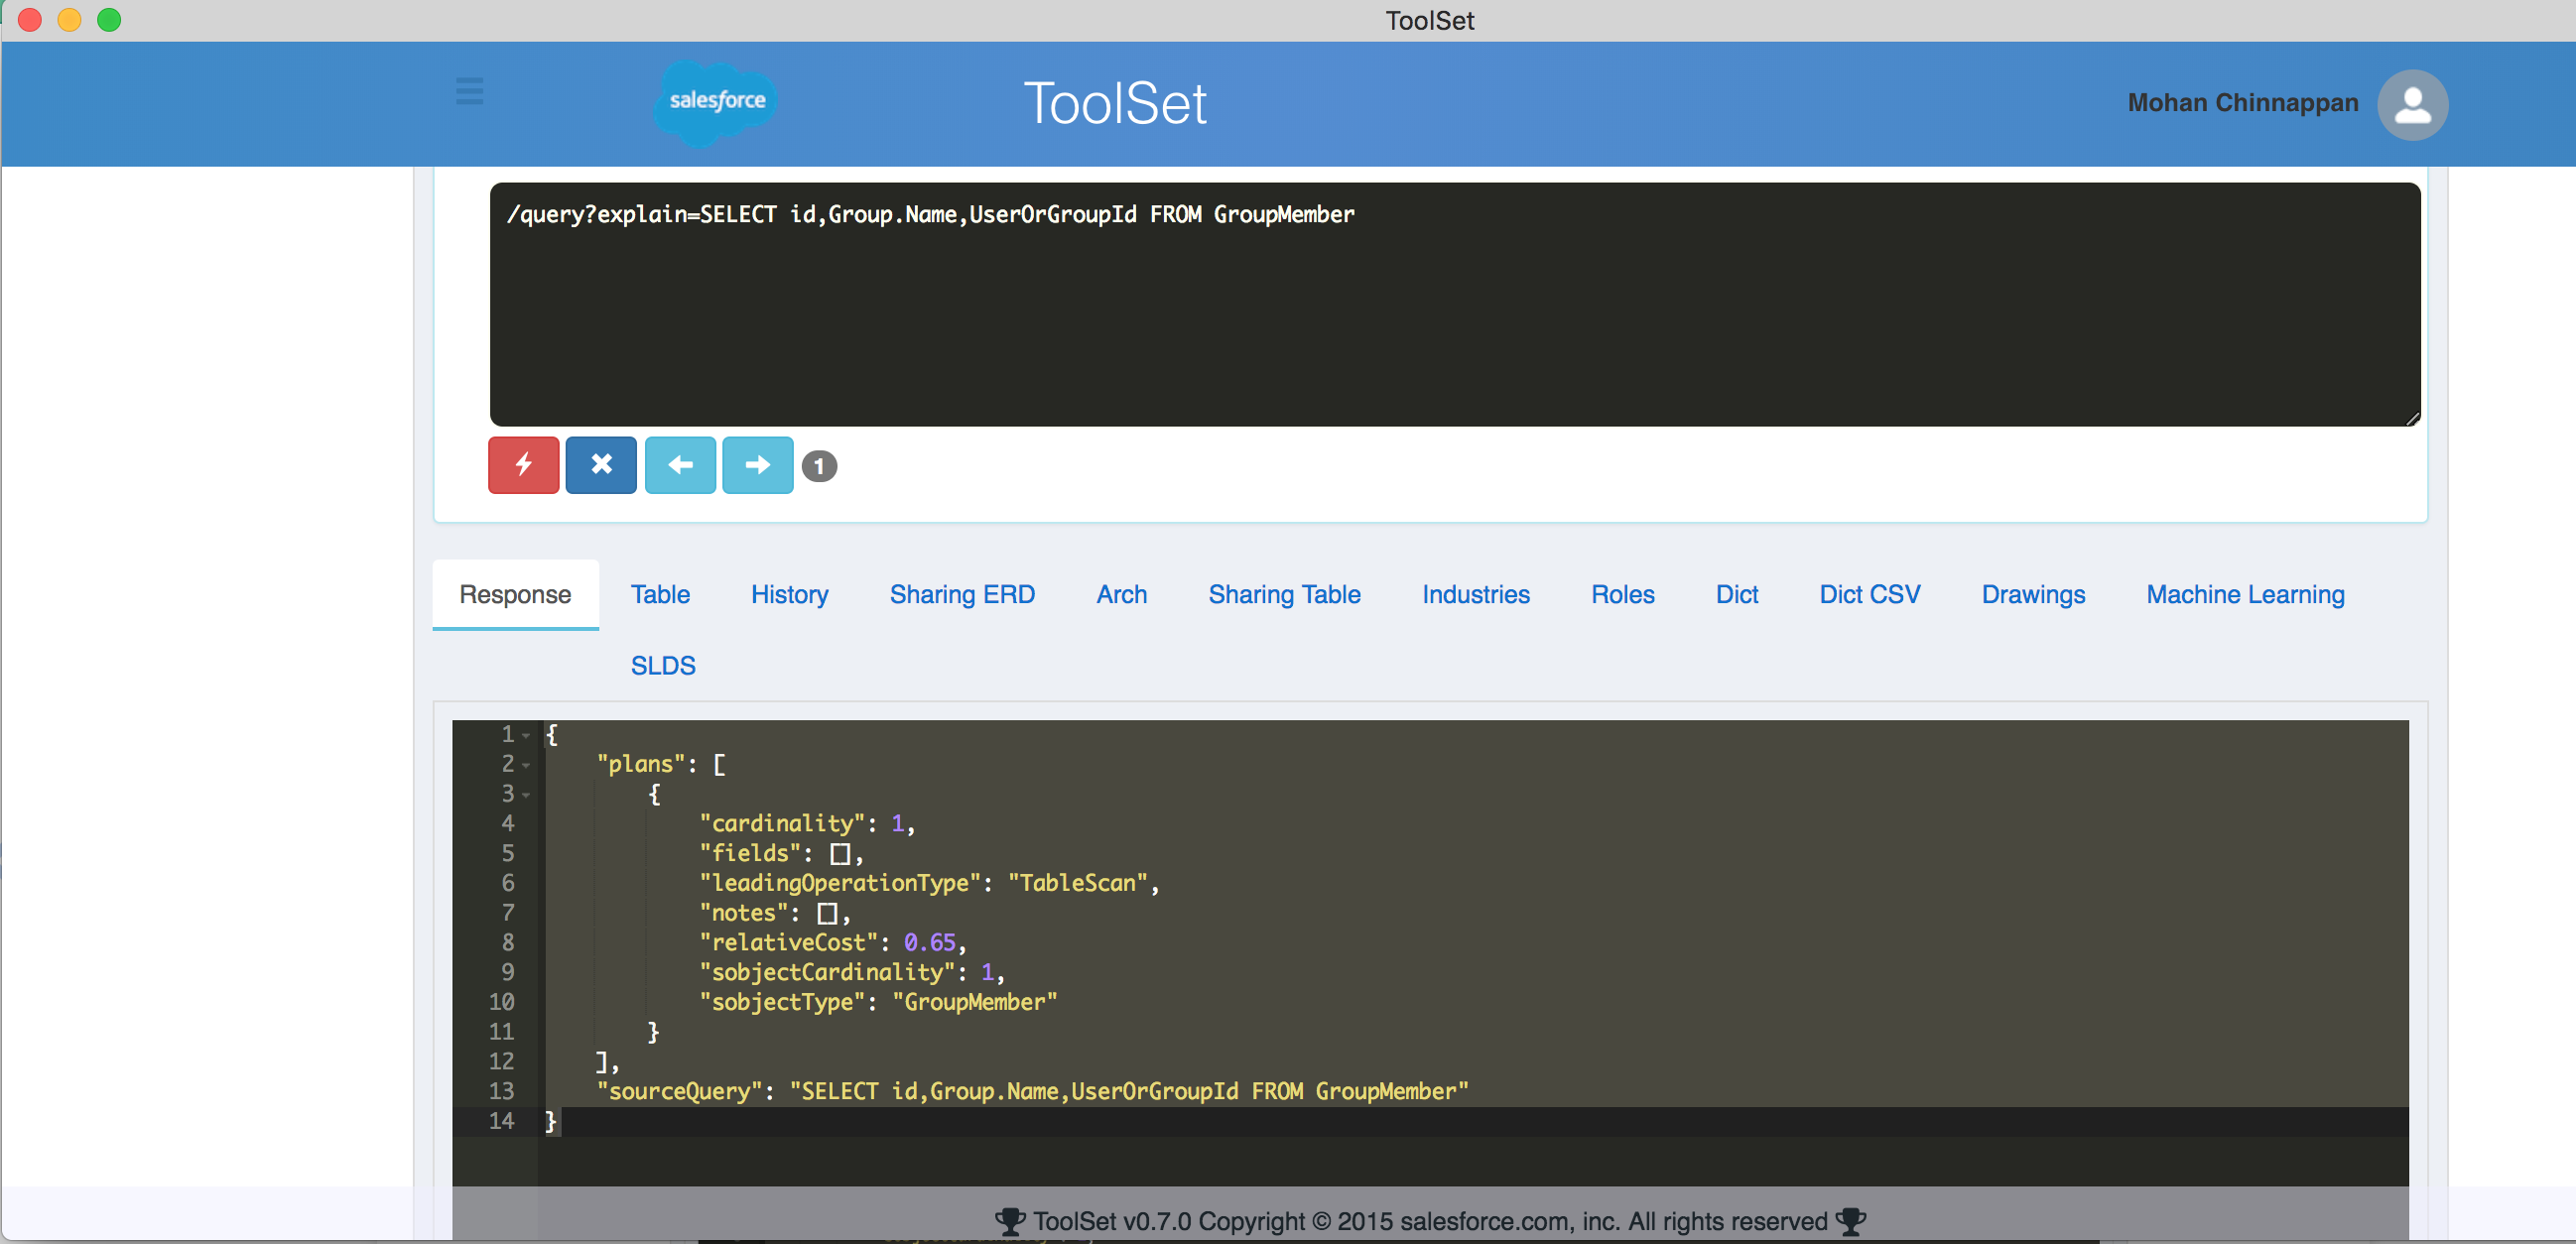 ToolSet
salesforce
ToolSet
Mohan Chinnappan
/query?explain=SELECT id,Group.Name,UserOrGroupId FROM GroupMember
1
Response Table History Sharing ERD Arch Sharing Table Industries Roles Dict Dict CSV Drawings Machine Learning
SLDS
1 {
2 "plans": [
3 {
4 "cardinality": 1,
5 "fields": [],
6 "leadingOperationType": "TableScan",
7 "notes": [],
8 "relativeCost": 0.65,
9 "sobjectCardinality": 1,
10 "sobjectType": "GroupMember"
11 }
12 ],
13 "sourceQuery": "SELECT id,Group.Name,UserOrGroupId FROM GroupMember"
14 }
ToolSet v0.7.0 Copyright © 2015 salesforce.com, inc. All rights reserved